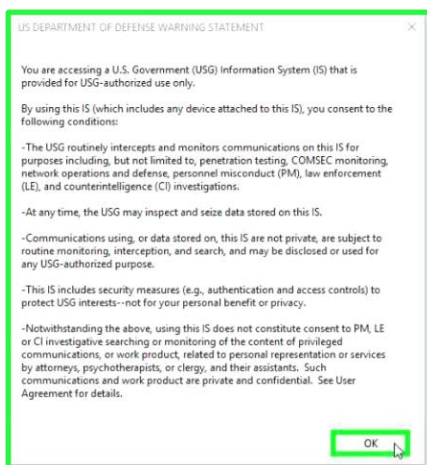 US DEPARTMENT OF DEFENSE WARNING STATEMENT
You are accessing a U.S. Government (USG) Information System (IS) that is
provided for USG-authorized use only.
By using this IS (which includes any device attached to this IS), you consent to the
following conditions:
-The USG routinely intercepts and monitors communications on this IS for
purposes including, but not limited to, penetration testing, COMSEC monitoring,
network operations and defense, personnel misconduct (PM), law enforcement
(LE), and counterintelligence (CI) investigations.
-At any time, the USG may inspect and seize data stored on this IS.
-Communications using, or data stored on, this IS are not private, are subject to
routine monitoring, interception, and search, and may be disclosed or used for
any USG-authorized purpose.
-This IS includes security measures (e.g., authentication and access controls) to
protect USG interests--not for your personal benefit or privacy.
-Notwithstanding the above, using this IS does not constitute consent to PM, LE
or CI investigative searching or monitoring of the content of privileged
communications, or work product, related to personal representation or services
by attorneys, psychotherapists, or clergy, and their assistants. Such
communications and work product are private and confidential. See User
Agreement for details.
OK